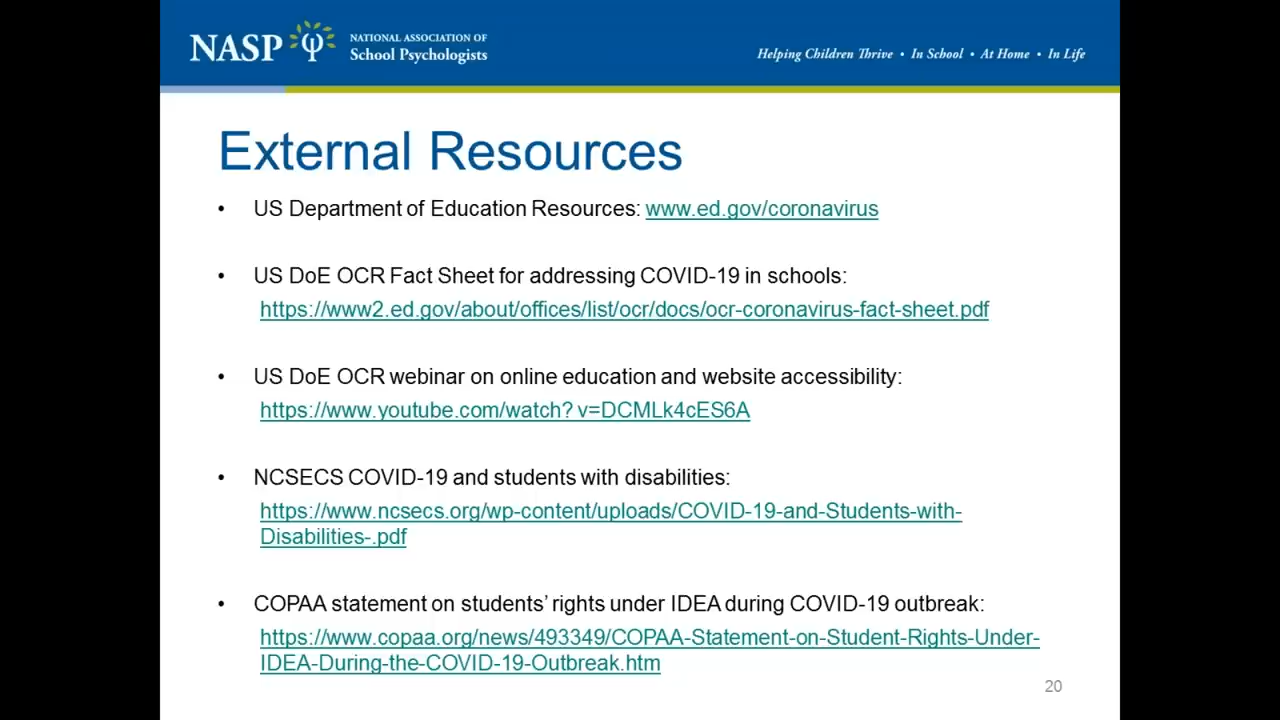 NASP
NATIONAL ASSOCIATION OF
School Psychologists
Helping Children Thrive • In School • At Home • In Life
External Resources
• US Department of Education Resources: www.ed.gov/coronavirus
• US DoE OCR Fact Sheet for addressing COVID-19 in schools:
https://www2.ed.gov/about/offices/list/ocr/docs/ocr-coronavirus-fact-sheet.pdf
• US DoE OCR webinar on online education and website accessibility:
https://www.youtube.com/watch? v=DCMLk4cES6A
• NCSECS COVID-19 and students with disabilities:
https://www.ncsecs.org/wp-content/uploads/COVID-19-and-Students-with-
Disabilities-.pdf
• COPAA statement on students’ rights under IDEA during COVID-19 outbreak:
https://www.copaa.org/news/493349/COPAA-Statement-on-Student-Rights-Under-
IDEA-During-the-COVID-19-Outbreak.htm
20